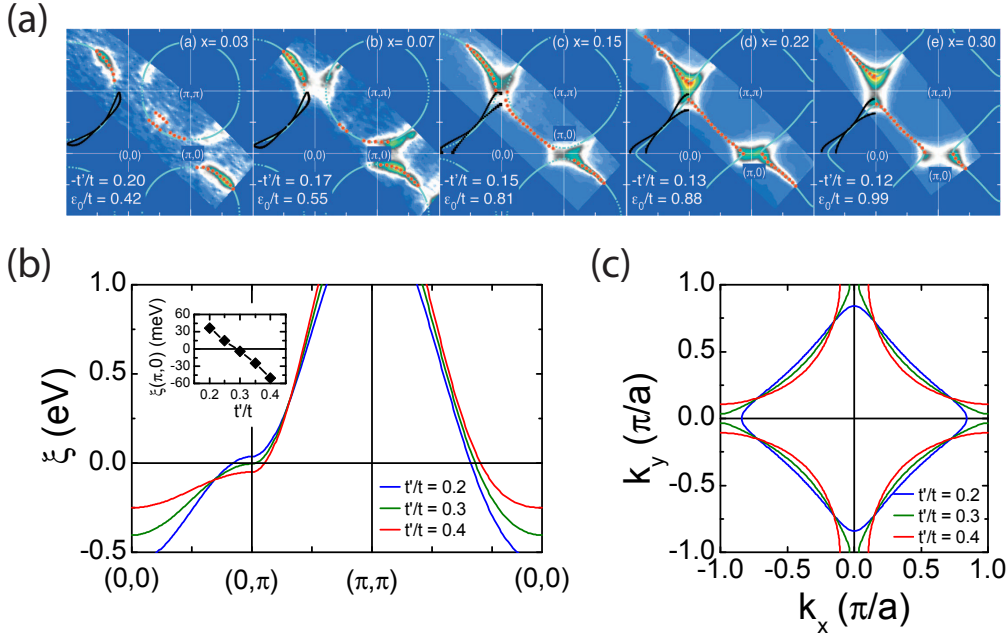 (a)
(a) x= 0.03
(π,π)
(0,0)
(π,0)
-t'/t = 0.20
ε₀/t = 0.42
(b) x= 0.07
(π,π)
(0,0)
(π,0)
-t'/t = 0.17
ε₀/t = 0.55
(c) x= 0.15
(π,π)
(π,0)
(0,0)
-t'/t = 0.15
ε₀/t = 0.81
(d) x= 0.22
(π,π)
(0,0)
(π,0)
-t'/t = 0.13
ε₀/t = 0.88
(e) x= 0.30
(π,π)
(0,0)
(π,0)
-t'/t = 0.12
ε₀/t = 0.99
(b)
ξ (eV)
1.0
0.5
0.0
-0.5
(0,0)
(0,π)
(π,π)
(0,0)
ξ(π,0) (meV)
60
30
0
-30
-60
0.2 0.3 0.4
t'/t
t'/t = 0.2
t'/t = 0.3
t'/t = 0.4
(c)
k_y (π/a)
1.0
0.5
0.0
-0.5
-1.0
-1.0 -0.5 0.0 0.5 1.0
k_x (π/a)
t'/t = 0.2
t'/t = 0.3
t'/t = 0.4